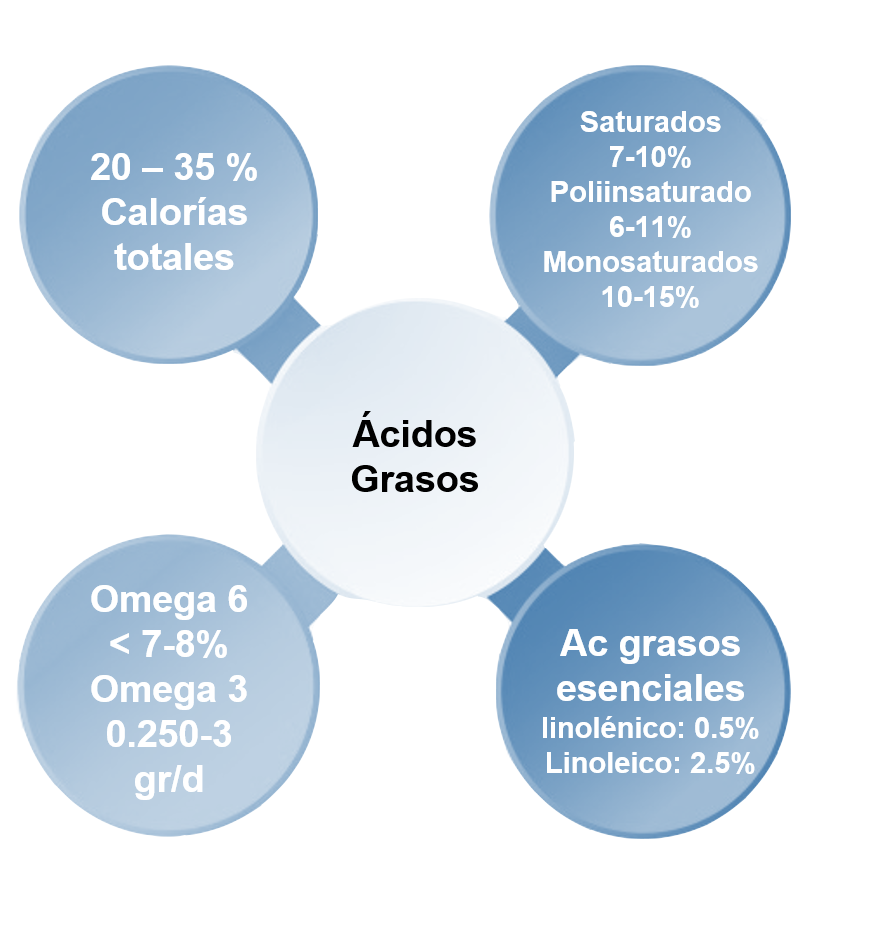 20 – 35 %
Calorías
totales
Saturados
7-10%
Poliinsaturado
6-11%
Monosaturados
10-15%
Ácidos
Grasos
Omega 6
< 7-8%
Omega 3
0.250-3
gr/d
Ac grasos
esenciales
linolénico: 0.5%
Linoleico: 2.5%